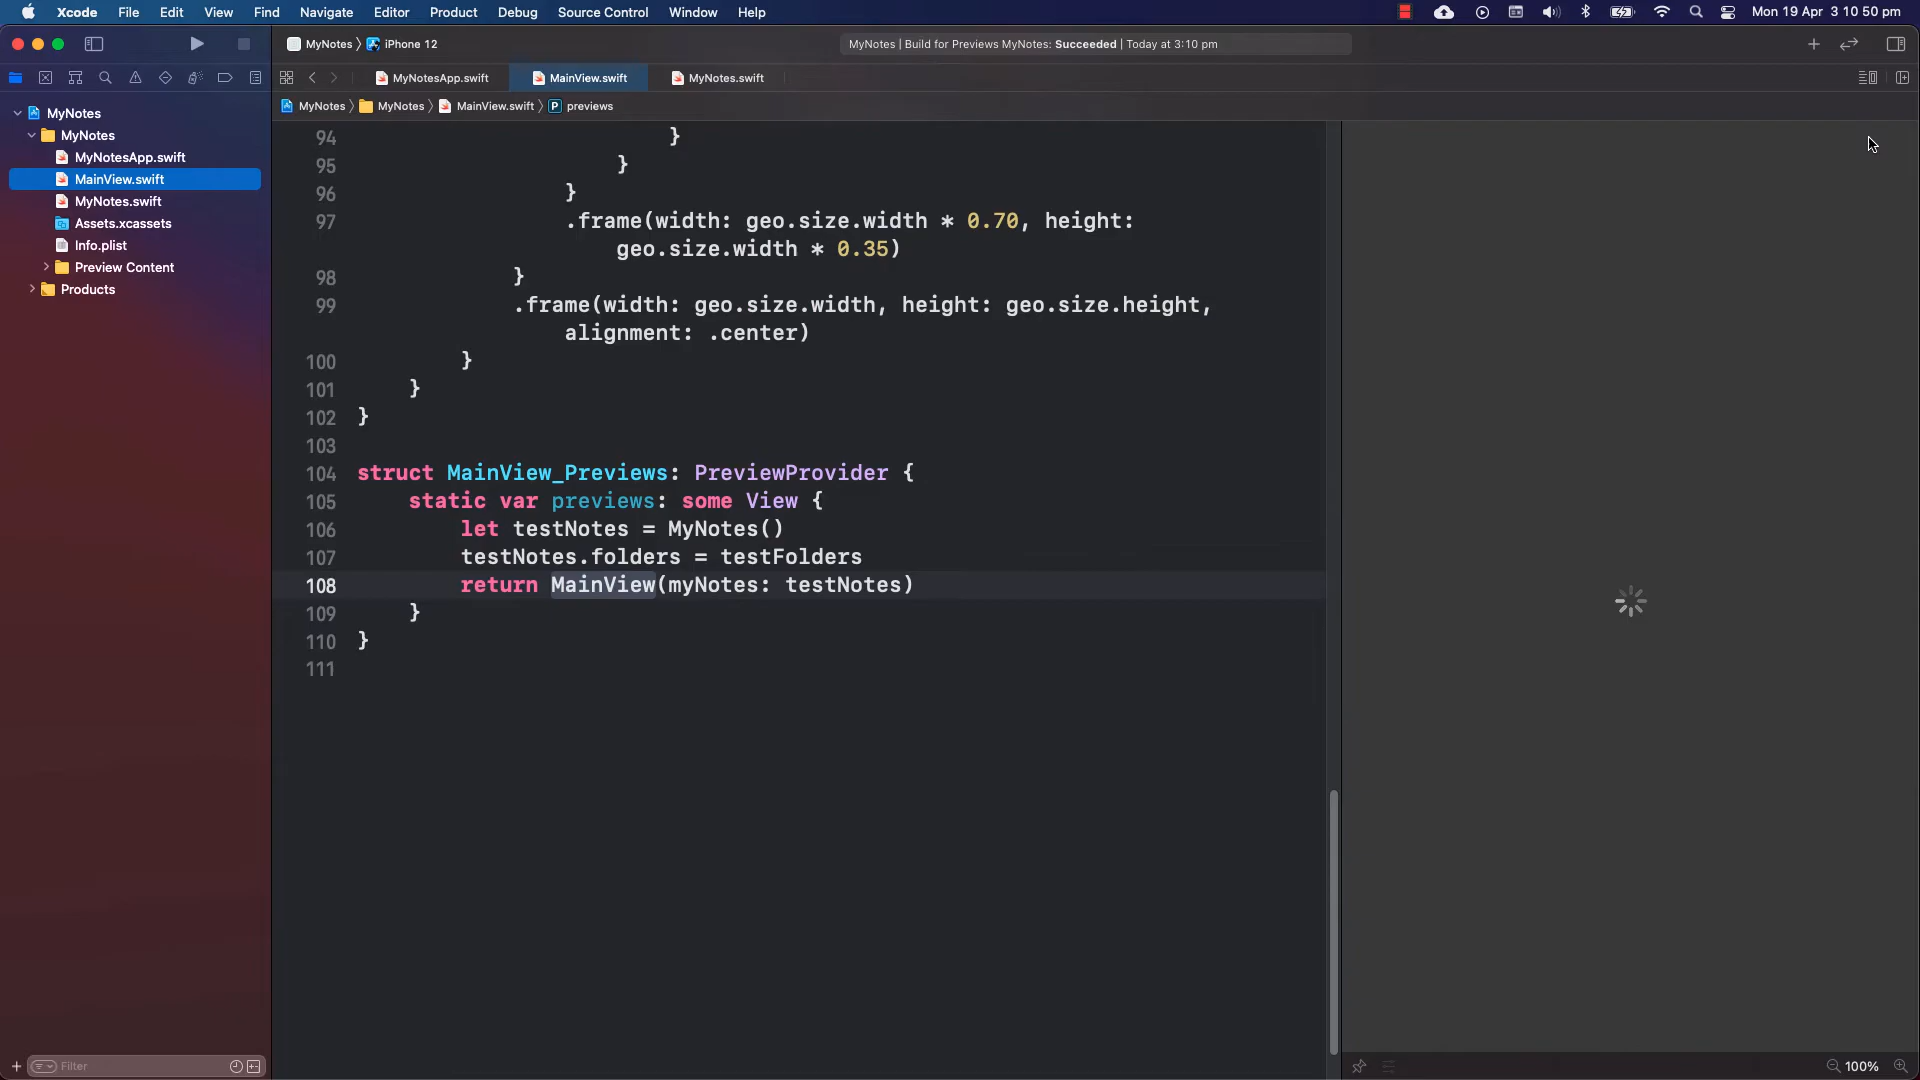 Xcode File Edit View Find Navigate Editor Product Debug Source Control Window Help Mon 19 Apr 3 10 50 pm
MyNotes iPhone 12 MyNotes | Build for Previews MyNotes: Succeeded | Today at 3:10 pm
MyNotesApp.swift MainView.swift MyNotes.swift
MyNotes MyNotes MainView.swift P previews
MyNotes
MyNotes
MyNotesApp.swift
MainView.swift
MyNotes.swift
Assets.xcassets
Info.plist
Preview Content
Products
94 }
95 }
96 }
97 .frame(width: geo.size.width * 0.70, height:
geo.size.width * 0.35)
98 }
99 .frame(width: geo.size.width, height: geo.size.height,
alignment: .center)
100 }
101 }
102 }
103
104 struct MainView_Previews: PreviewProvider {
105 static var previews: some View {
106 let testNotes = MyNotes()
107 testNotes.folders = testFolders
108 return MainView(myNotes: testNotes)
109 }
110 }
111
Filter
100%